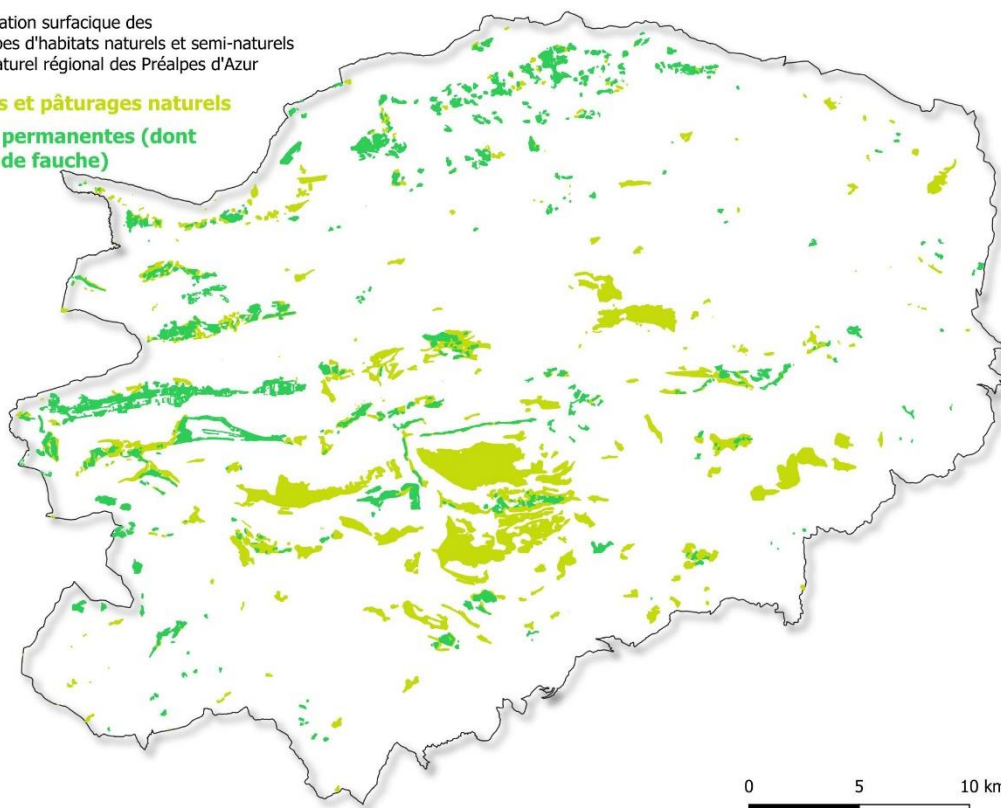 ation surfacique des
pes d'habitats naturels et semi-naturels
aturel régional des Préalpes d'Azur
s et pâturages naturels
permanentes (dont
de fauche)
0 5 10 km